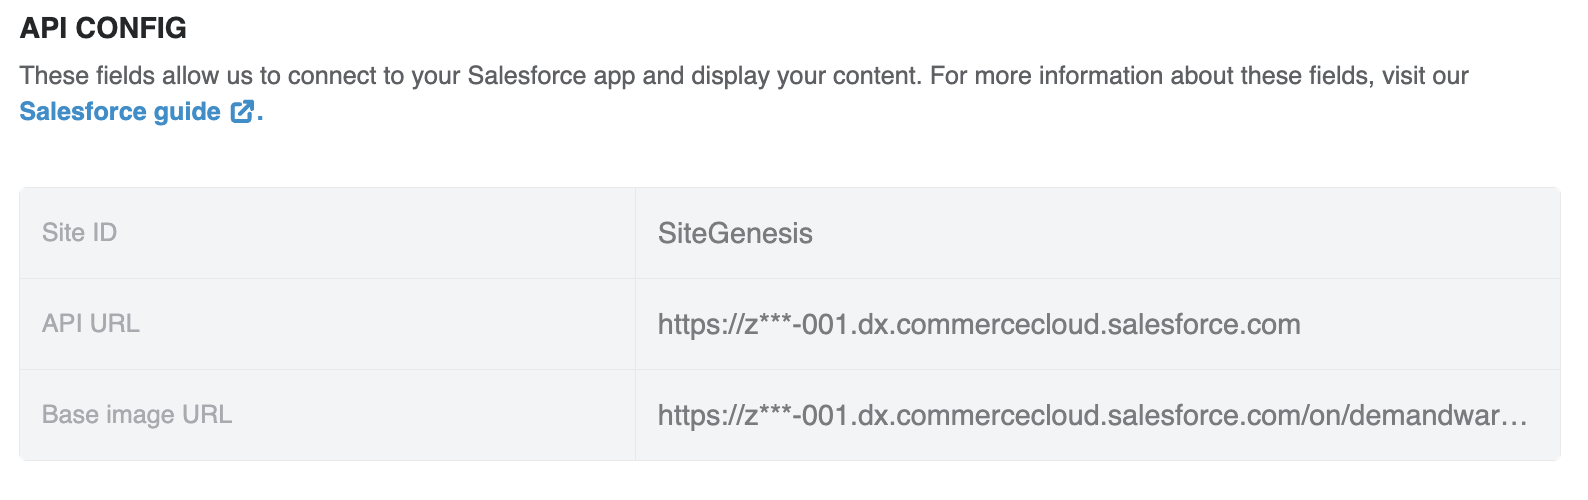 API CONFIG
These fields allow us to connect to your Salesforce app and display your content. For more information about these fields, visit our
Salesforce guide.
Site ID
SiteGenesis
API URL
https://z***-001.dx.commercecloud.salesforce.com
Base image URL
https://z***-001.dx.commercecloud.salesforce.com/on/demandwar…